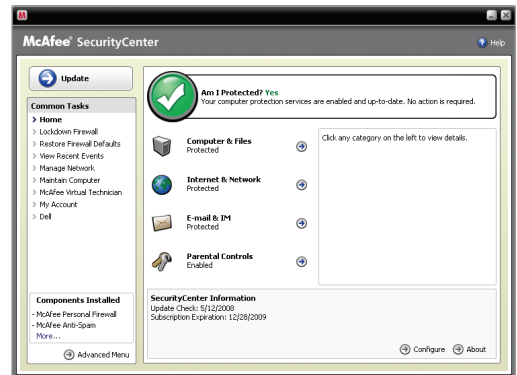 M
McAfee® SecurityCenter
Help
Update
Common Tasks
Home
Lockdown Firewall
Restore Firewall Defaults
View Recent Events
Manage Network
Maintain Computer
McAfee Virtual Technician
My Account
Dell
Components Installed
- McAfee Personal Firewall
- McAfee Anti-Spam
More...
Advanced Menu
Am I Protected? Yes
Your computer protection services are enabled and up-to-date. No action is required.
Computer & Files
Protected
Internet & Network
Protected
E-mail & IM
Protected
Parental Controls
Enabled
Click any category on the left to view details.
SecurityCenter Information
Update Check: 5/12/2008
Subscription Expiration: 12/28/2009
Configure
About